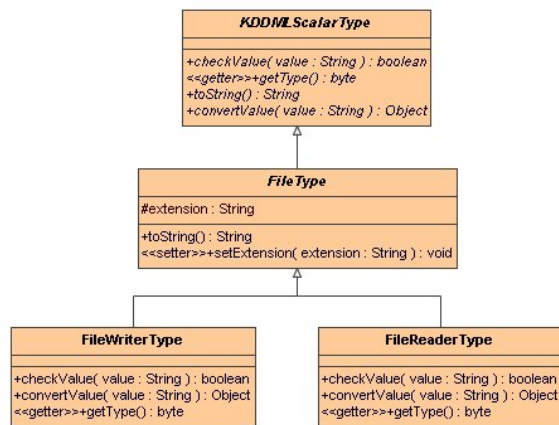 KDDMLScalarType
+checkValue( value : String ) : boolean
<<getter>>+getType() : byte
+toString() : String
+convertValue( value : String ) : Object
FileType
#extension : String
+toString() : String
<<setter>>+setExtension( extension : String ) : void
FileWriterType
+checkValue( value : String ) : boolean
+convertValue( value : String ) : Object
<<getter>>+getType() : byte
FileReaderType
+checkValue( value : String ) : boolean
+convertValue( value : String ) : Object
<<getter>>+getType() : byte